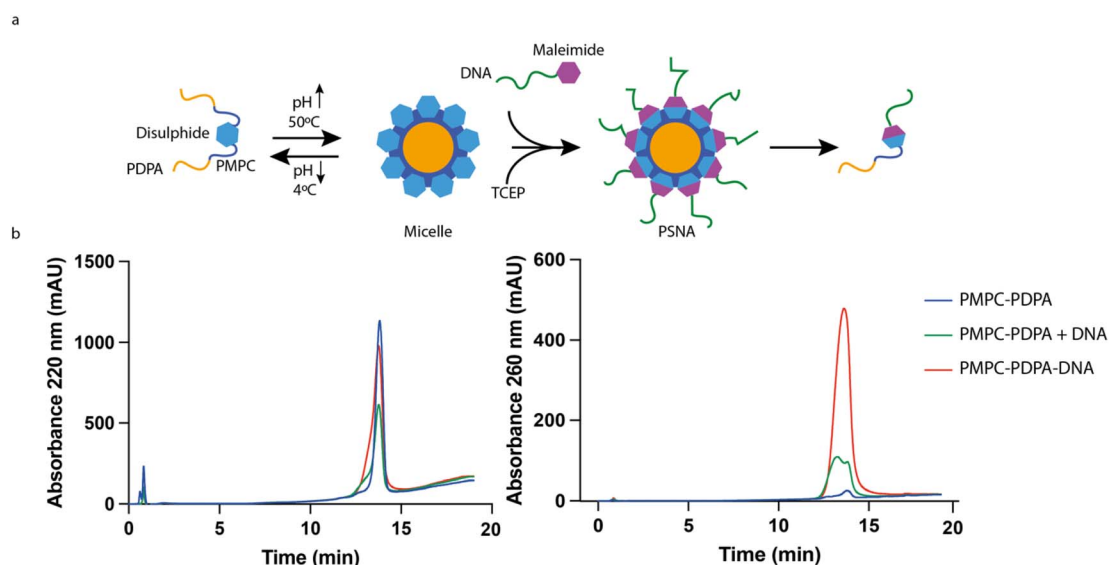 a
Maleimide
DNA
pH ↑
50ºC
Disulphide
PDPA
PMPC
pH ↓
4ºC
TCEP
Micelle
PSNA
b
Absorbance 220 nm (mAU)
1500
1000
500
0
0 5 10 15 20
Time (min)
Absorbance 260 nm (mAU)
600
400
200
0
0 5 10 15 20
Time (min)
PMPC-PDPA
PMPC-PDPA + DNA
PMPC-PDPA-DNA